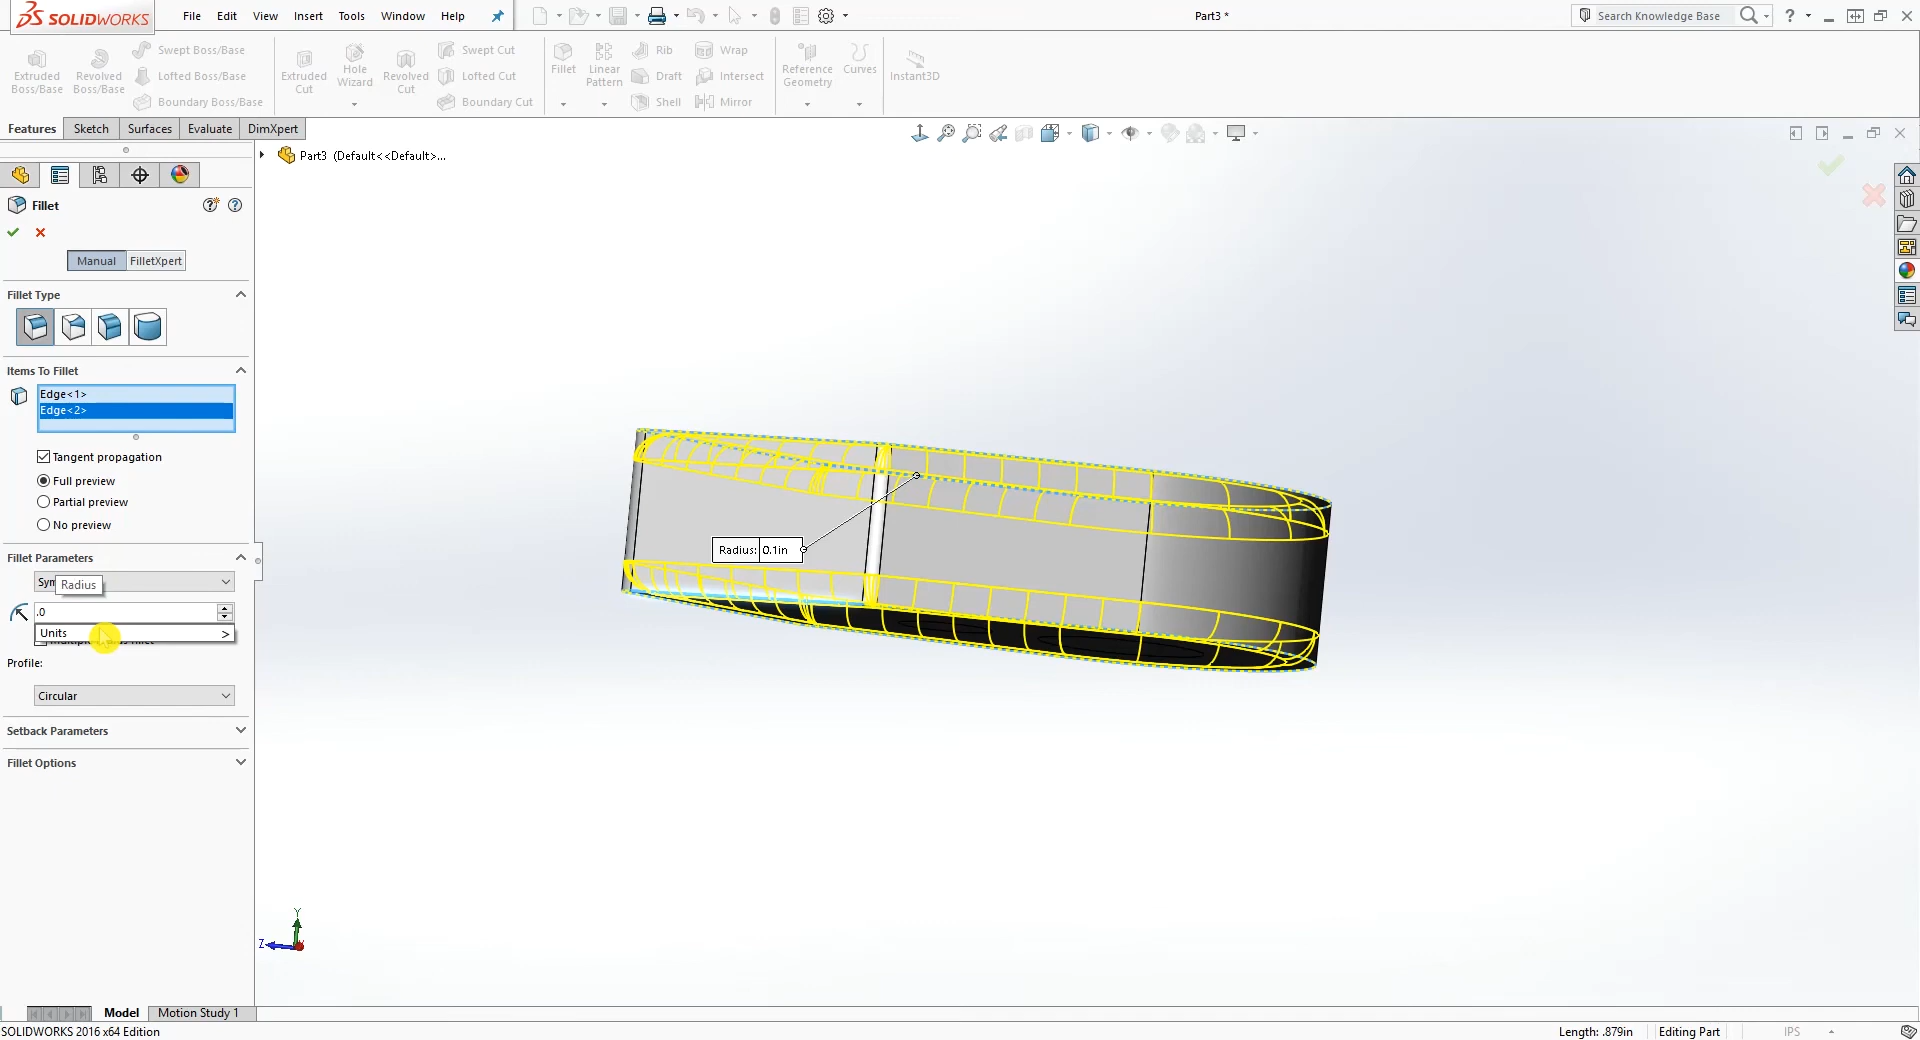 SOLIDWORKS
File Edit View Insert Tools Window Help
Part3 *
Search Knowledge Base
Extruded Boss/Base
Revolved Boss/Base
Swept Boss/Base
Lofted Boss/Base
Boundary Boss/Base
Extruded Cut
Hole Wizard
Revolved Cut
Swept Cut
Lofted Cut
Boundary Cut
Fillet
Linear Pattern
Rib
Draft
Shell
Wrap
Intersect
Mirror
Reference Geometry
Curves
Instant3D
Features Sketch Surfaces Evaluate DimXpert
Part3 (Default<<Default>...
Fillet
Manual FilletXpert
Fillet Type
Items To Fillet
Edge<1>
Edge<2>
Tangent propagation
Full preview
Partial preview
No preview
Fillet Parameters
Sym
Radius
.0
Units >
Profile:
Circular
Setback Parameters
Fillet Options
Radius: 0.1in
Y
Z
Model Motion Study 1
SOLIDWORKS 2016 x64 Edition
Length: .879in Editing Part IPS